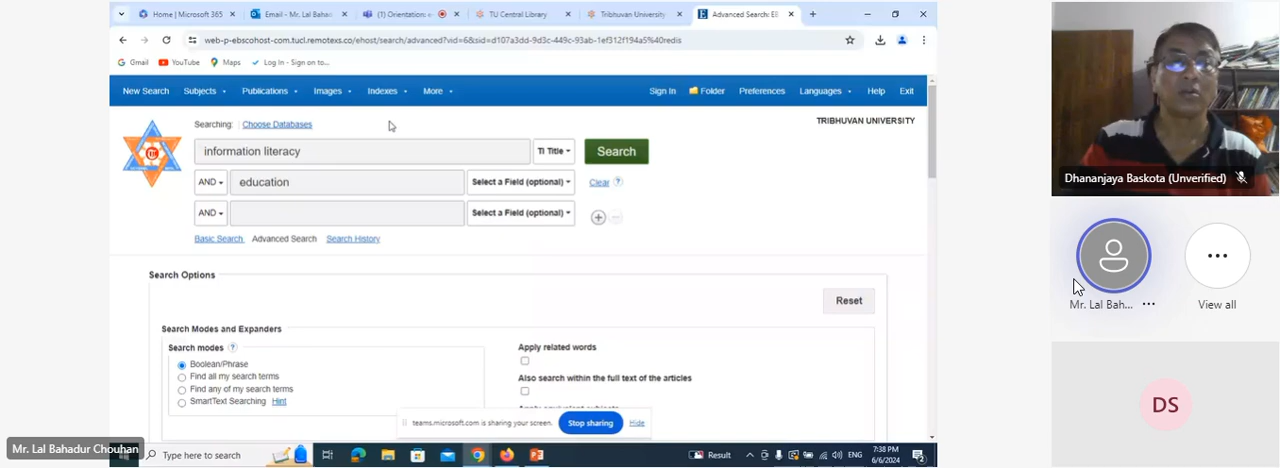 Home | Microsoft 365
Email - Mr. Lal Bahad
(1) Orientation: e
TU Central Library
Tribhuvan University
Advanced Search: EB
web-p-ebscohost-com.tucl.remotexs.co/ehost/search/advanced?vid=6&sid=d107a3dd-9d3c-449c-93ab-1ef312f194a5%40redis
Gmail
YouTube
Maps
Log In - Sign on to...
New Search
Subjects
Publications
Images
Indexes
More
Sign In
Folder
Preferences
Languages
Help
Exit
Searching: Choose Databases
TRIBHUVAN UNIVERSITY
information literacy
TI Title
Search
AND
education
Select a Field (optional)
Clear
?
AND
Select a Field (optional)
Basic Search
Advanced Search
Search History
Search Options
Reset
Search Modes and Expanders
Search modes ?
Boolean/Phrase
Find all my search terms
Find any of my search terms
SmartText Searching Hint
Apply related words
Also search within the full text of the articles
Apply equivalent subjects
teams.microsoft.com is sharing your screen.
Stop sharing
Hide
Type here to search
Result
ENG
7:38 PM
6/6/2024
2
Mr. Lal Bahadur Chouhan
Dhananjaya Baskota (Unverified)
Mr. Lal Bah...
View all
DS